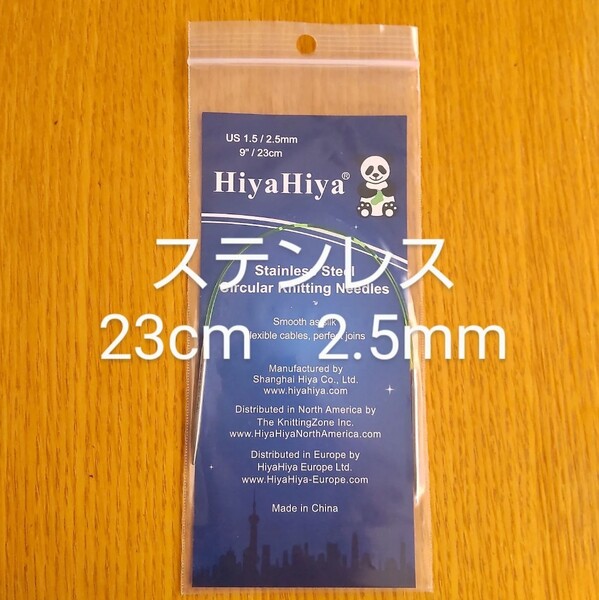 US 1.5 / 2.5mm
9" / 23cm
HiyaHiya®
ステンレス
Stainless Steel
Circular Knitting Needles
23cm 2.5mm
Smooth as silk
flexible cables, perfect joins
Manufactured by
Shanghai Hiya Co., Ltd.
www.hiyahiya.com
Distributed in North America by
The KnittingZone Inc.
www.HiyaHiyaNorthAmerica.com
Distributed in Europe by
HiyaHiya Europe Ltd.
www.HiyaHiya-Europe.com
Made in China